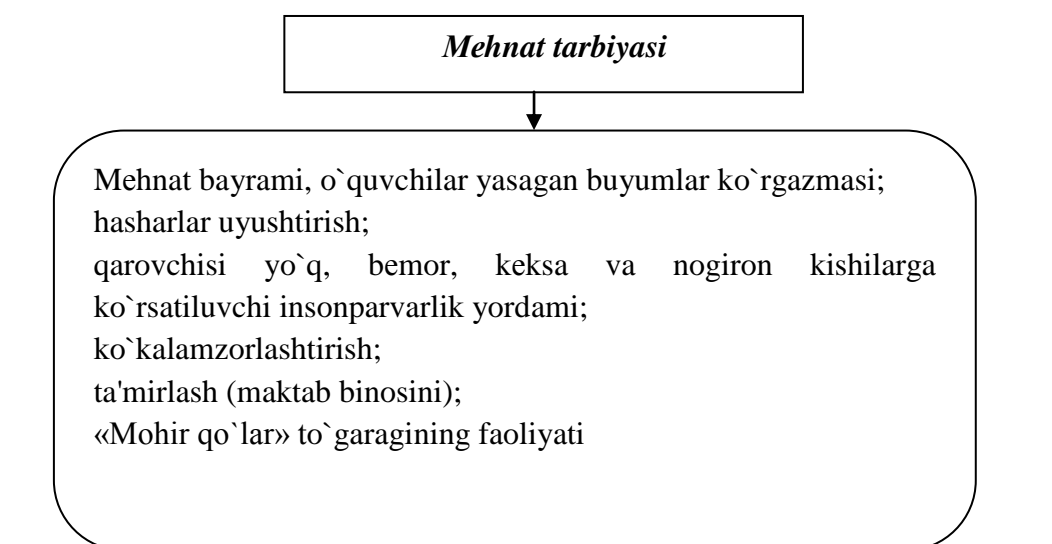 Mehnat tarbiyasi
Mehnat bayrami, o`quvchilar yasagan buyumlar ko`rgazmasi;
hasharlar uyushtirish;
qarovchisi yo`q, bemor, keksa va nogiron kishilarga
ko`rsatiluvchi insonparvarlik yordami;
ko`kalamzorlashtirish;
ta'mirlash (maktab binosini);
«Mohir qo`lar» to`garagining faoliyati